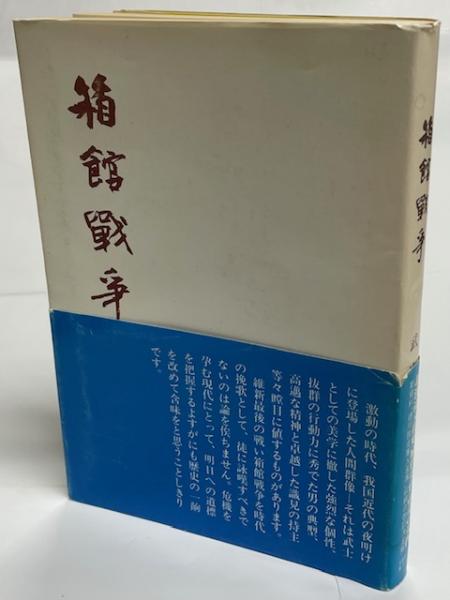 箱館戰爭
激動の時代、我国近代の夜明け
に登場した人間群像―それは武士
としての美学に徹した強烈な個性、
抜群の行動力に秀でた男の典型、
高邁な精神と卓越した識見の持主
等々瞠目に値するものがあります。
維新最後の戦い箱館戦争を時代
の挽歌として、徒に詠嘆すべきで
ないのは論を俟ちません。危機を
孕む現代にとって、明日への道標
を把握するよすがにも歴史の一齣
を改めて含味をと思うことしきり
です。
箱館戰爭
武